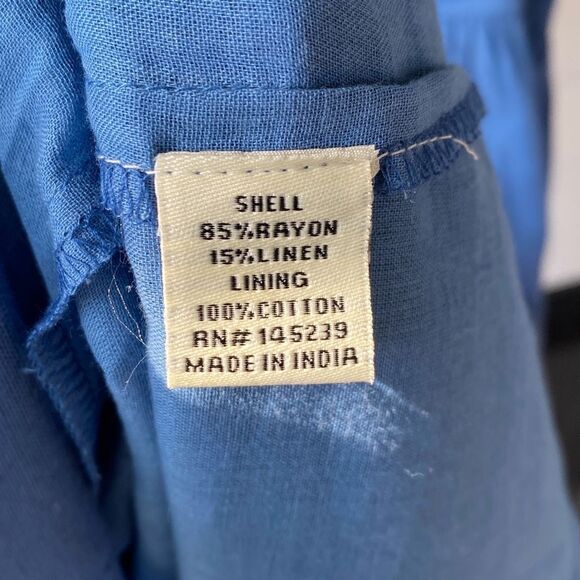 SHELL
85%RAYON
15%LINEN
LINING
100%COTTON
RN# 145239
MADE IN INDIA